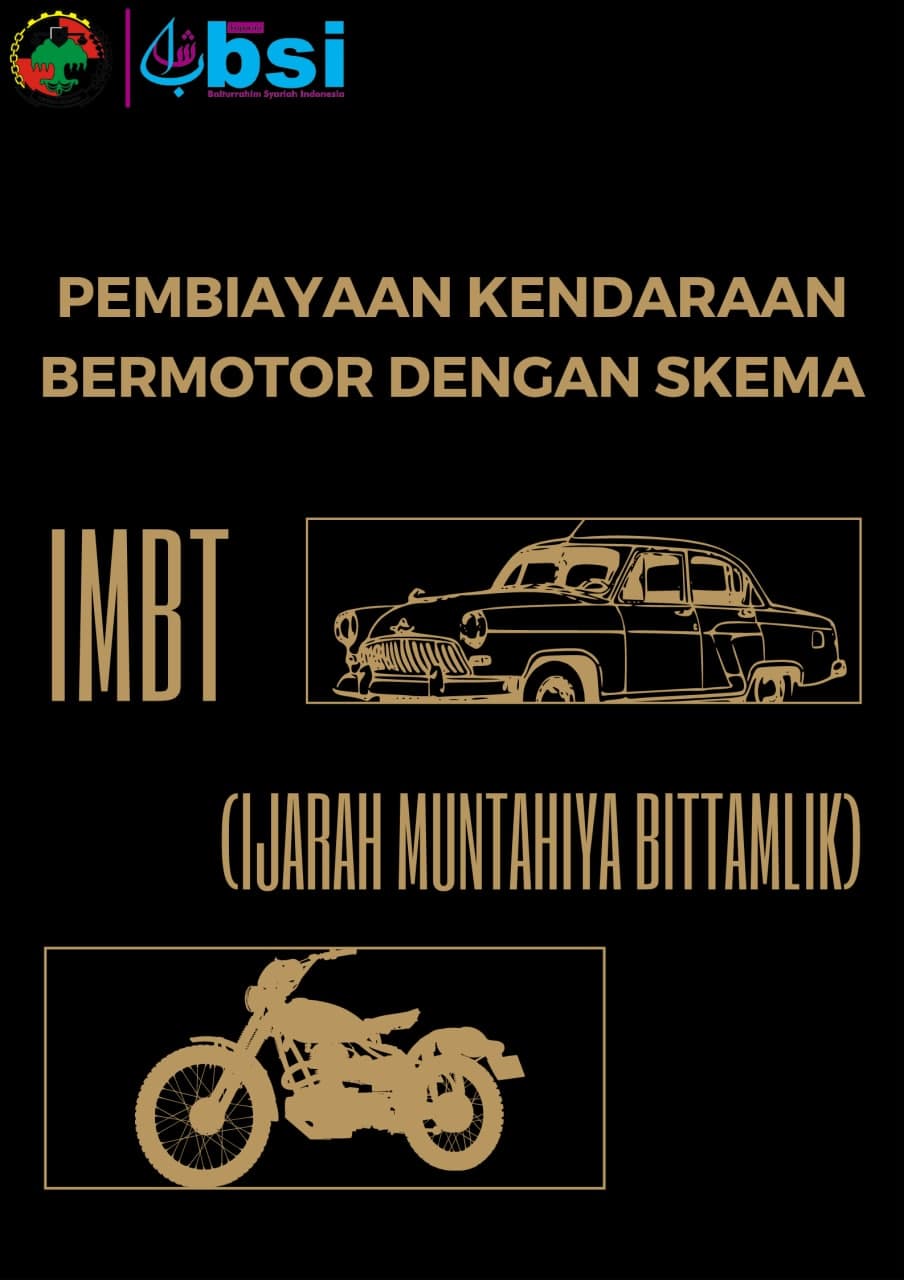 bsi
Baiturrahim Syariah Indonesia
PEMBIAYAAN KENDARAAN
BERMOTOR DENGAN SKEMA
IMBT
(IJARAH MUNTAHIYA BITTAMLIK)